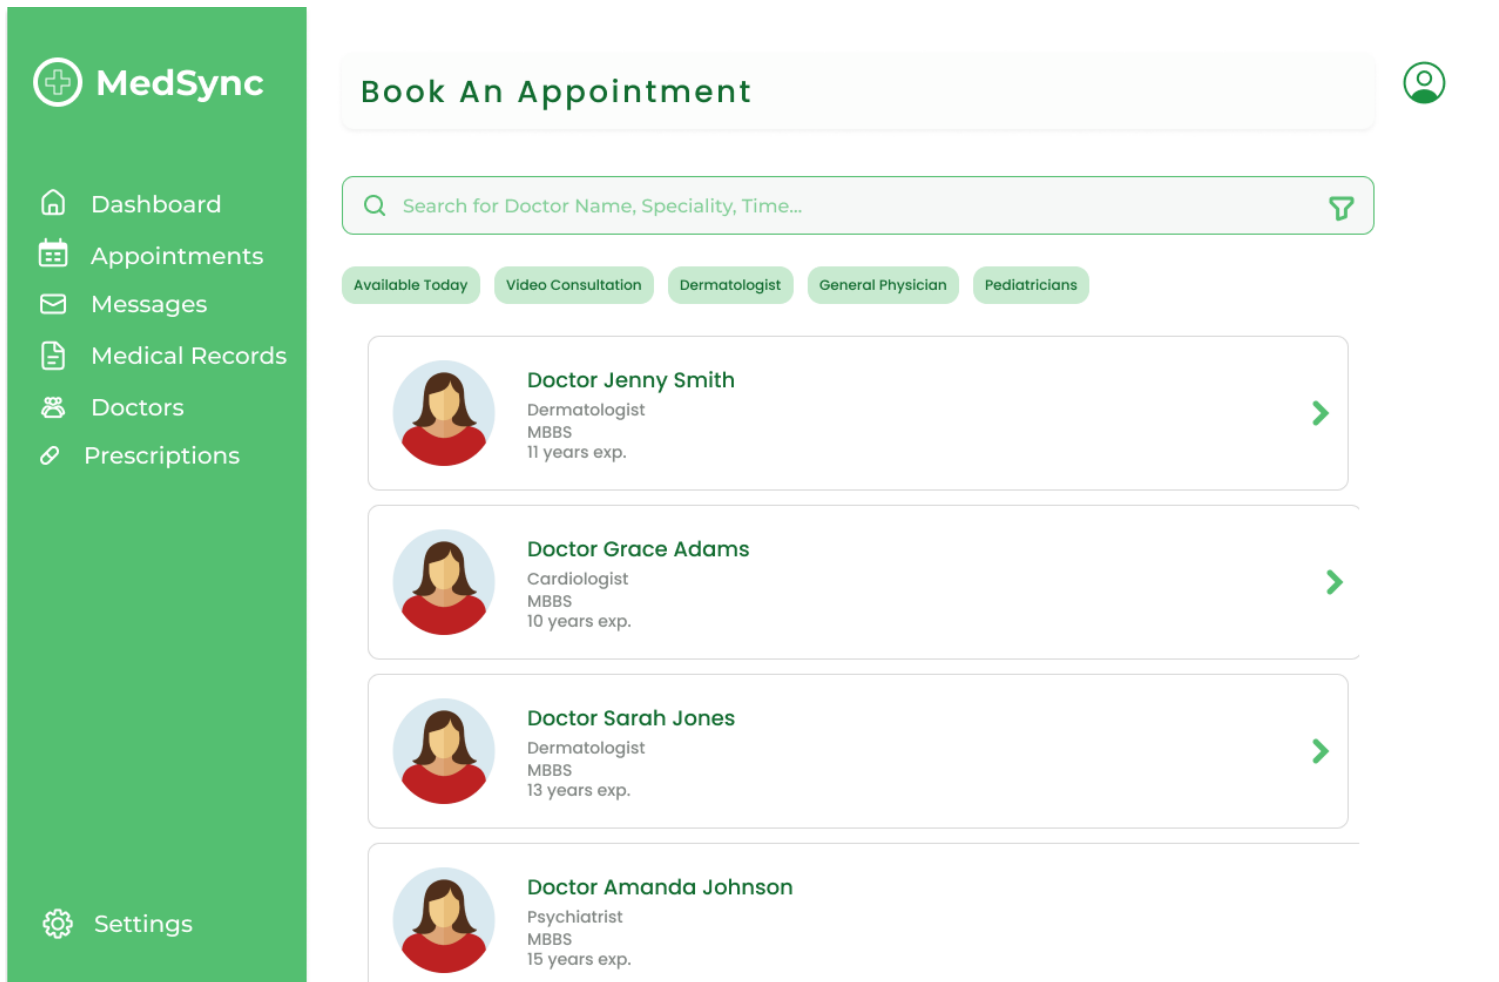 MedSync
Dashboard
Appointments
Messages
Medical Records
Doctors
Prescriptions
Settings
Book An Appointment
Search for Doctor Name, Speciality, Time...
Available Today
Video Consultation
Dermatologist
General Physician
Pediatricians
Doctor Jenny Smith
Dermatologist
MBBS
11 years exp.
Doctor Grace Adams
Cardiologist
MBBS
10 years exp.
Doctor Sarah Jones
Dermatologist
MBBS
13 years exp.
Doctor Amanda Johnson
Psychiatrist
MBBS
15 years exp.